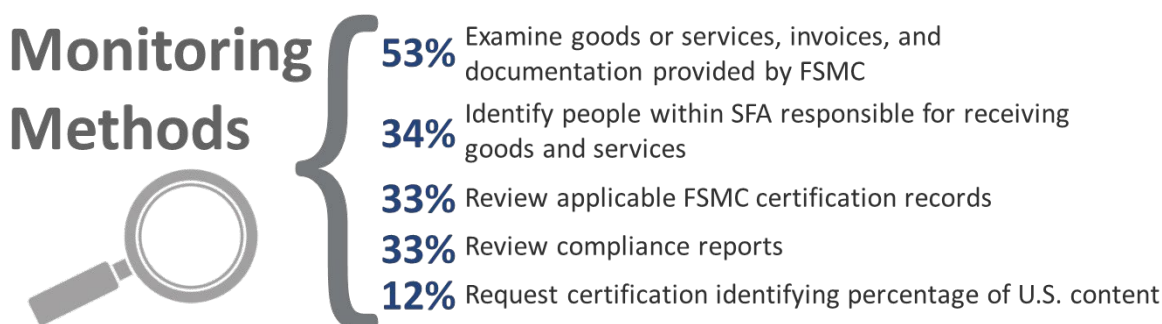 Monitoring
Methods
53% Examine goods or services, invoices, and
documentation provided by FSMC
34% Identify people within SFA responsible for receiving
goods and services
33% Review applicable FSMC certification records
33% Review compliance reports
12% Request certification identifying percentage of U.S. content